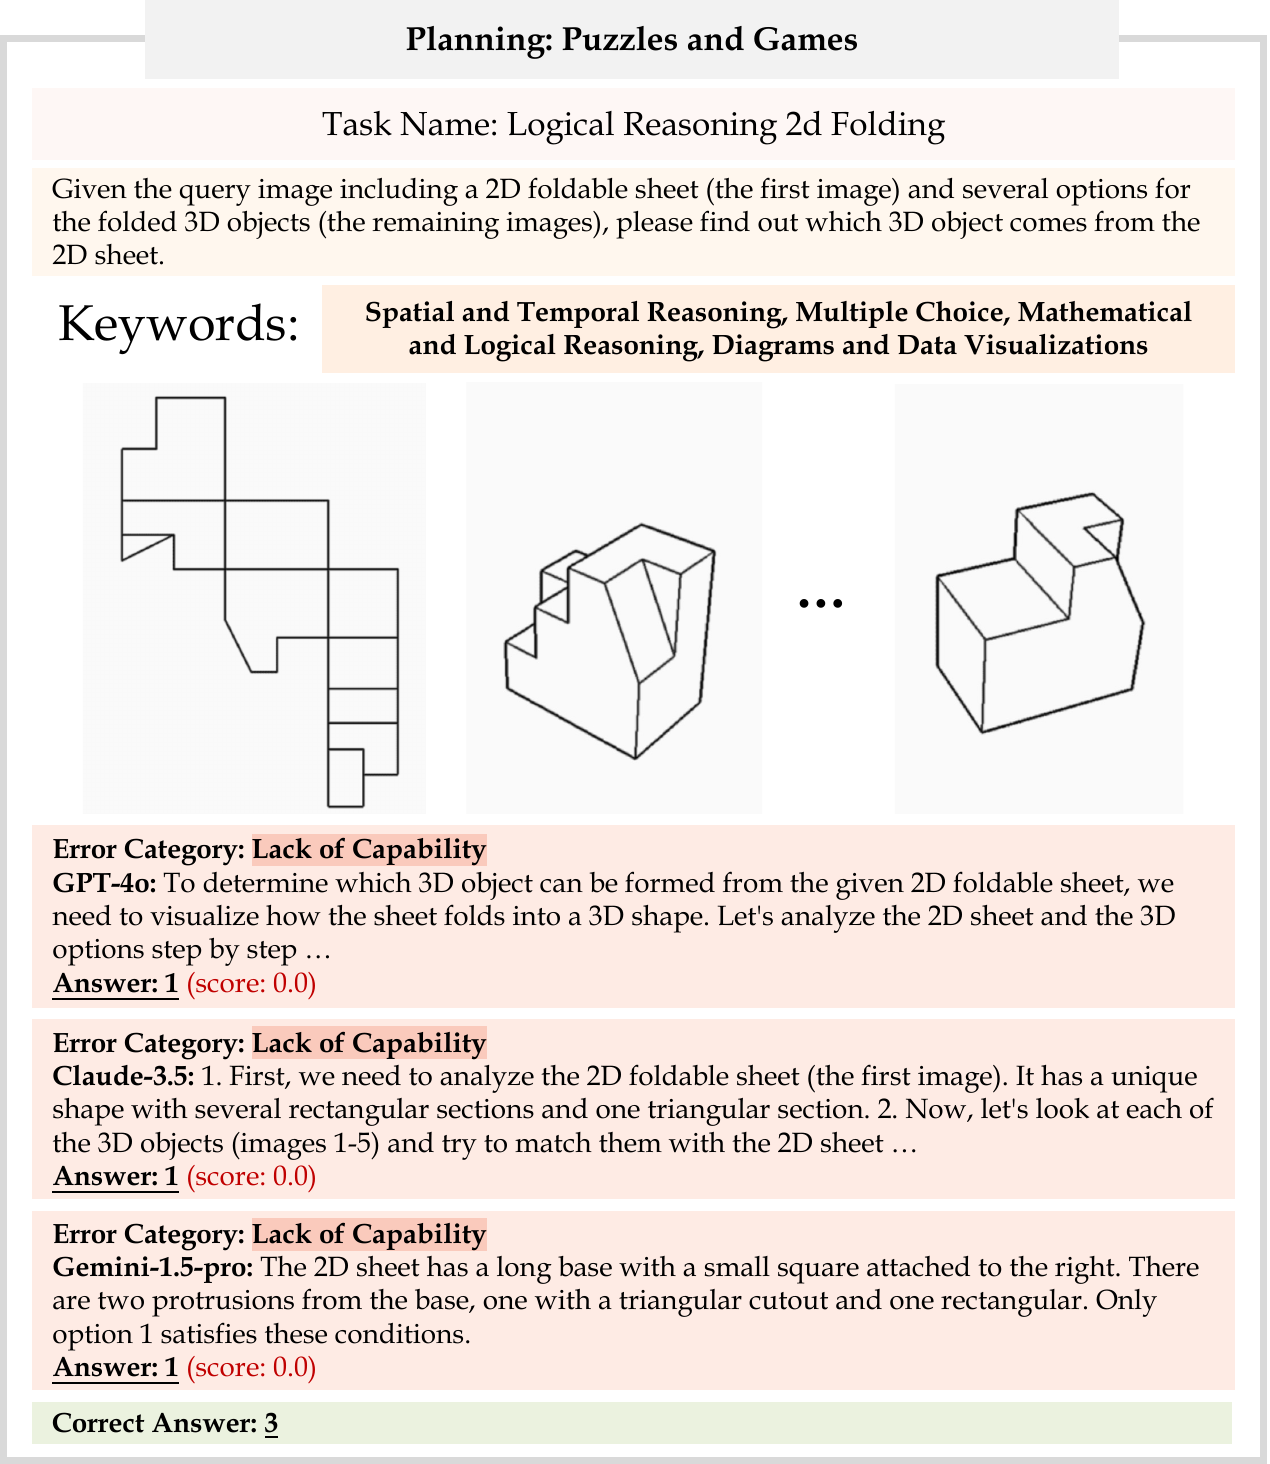 Planning: Puzzles and Games
Task Name: Logical Reasoning 2d Folding
Given the query image including a 2D foldable sheet (the first image) and several options for
the folded 3D objects (the remaining images), please find out which 3D object comes from the
2D sheet.
Keywords:
Spatial and Temporal Reasoning, Multiple Choice, Mathematical
and Logical Reasoning, Diagrams and Data Visualizations
...
Error Category: Lack of Capability
GPT-4o: To determine which 3D object can be formed from the given 2D foldable sheet, we
need to visualize how the sheet folds into a 3D shape. Let's analyze the 2D sheet and the 3D
options step by step …
Answer: 1 (score: 0.0)
Error Category: Lack of Capability
Claude-3.5: 1. First, we need to analyze the 2D foldable sheet (the first image). It has a unique
shape with several rectangular sections and one triangular section. 2. Now, let's look at each of
the 3D objects (images 1-5) and try to match them with the 2D sheet …
Answer: 1 (score: 0.0)
Error Category: Lack of Capability
Gemini-1.5-pro: The 2D sheet has a long base with a small square attached to the right. There
are two protrusions from the base, one with a triangular cutout and one rectangular. Only
option 1 satisfies these conditions.
Answer: 1 (score: 0.0)
Correct Answer: 3